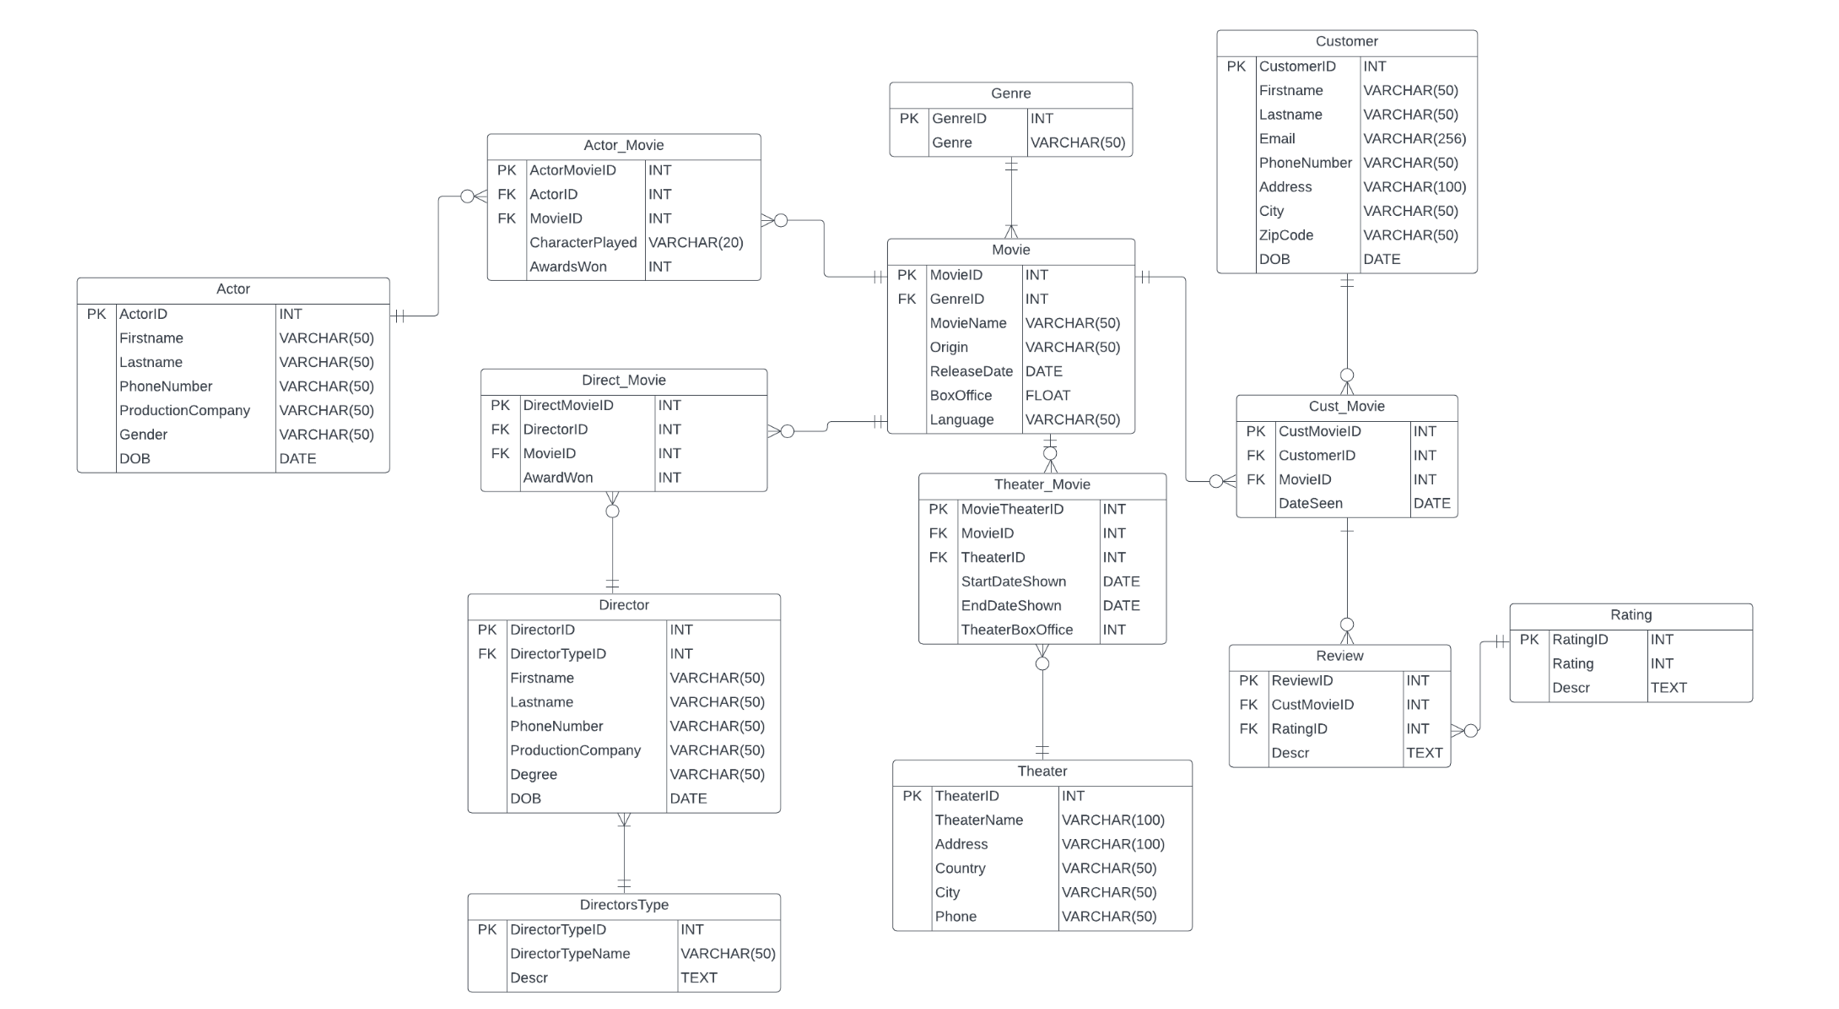 Customer
PK CustomerID INT
Firstname VARCHAR(50)
Lastname VARCHAR(50)
Email VARCHAR(256)
PhoneNumber VARCHAR(50)
Address VARCHAR(100)
City VARCHAR(50)
ZipCode VARCHAR(50)
DOB DATE
Genre
PK GenreID INT
Genre VARCHAR(50)
Actor_Movie
PK ActorMovieID INT
FK ActorID INT
FK MovieID INT
CharacterPlayed VARCHAR(20)
AwardsWon INT
Movie
PK MovieID INT
FK GenreID INT
MovieName VARCHAR(50)
Origin VARCHAR(50)
ReleaseDate DATE
BoxOffice FLOAT
Language VARCHAR(50)
Actor
PK ActorID INT
Firstname VARCHAR(50)
Lastname VARCHAR(50)
PhoneNumber VARCHAR(50)
ProductionCompany VARCHAR(50)
Gender VARCHAR(50)
DOB DATE
Direct_Movie
PK DirectMovieID INT
FK DirectorID INT
FK MovieID INT
AwardWon INT
Cust_Movie
PK CustMovieID INT
FK CustomerID INT
FK MovieID INT
DateSeen DATE
Theater_Movie
PK MovieTheaterID INT
FK MovieID INT
FK TheaterID INT
StartDateShown DATE
EndDateShown DATE
TheaterBoxOffice INT
Director
PK DirectorID INT
FK DirectorTypeID INT
Firstname VARCHAR(50)
Lastname VARCHAR(50)
PhoneNumber VARCHAR(50)
ProductionCompany VARCHAR(50)
Degree VARCHAR(50)
DOB DATE
Rating
PK RatingID INT
Rating INT
Descr TEXT
Review
PK ReviewID INT
FK CustMovieID INT
FK RatingID INT
Descr TEXT
Theater
PK TheaterID INT
TheaterName VARCHAR(100)
Address VARCHAR(100)
Country VARCHAR(50)
City VARCHAR(50)
Phone VARCHAR(50)
DirectorsType
PK DirectorTypeID INT
DirectorTypeName VARCHAR(50)
Descr TEXT